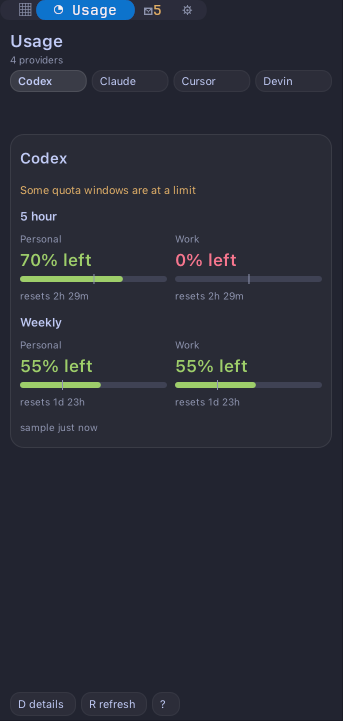 Usage 5
Usage
4 providers
Codex Claude Cursor Devin
Codex
Some quota windows are at a limit
5 hour
Personal Work
70% left 0% left
resets 2h 29m resets 2h 29m
Weekly
Personal Work
55% left 55% left
resets 1d 23h resets 1d 23h
sample just now
D details R refresh ?